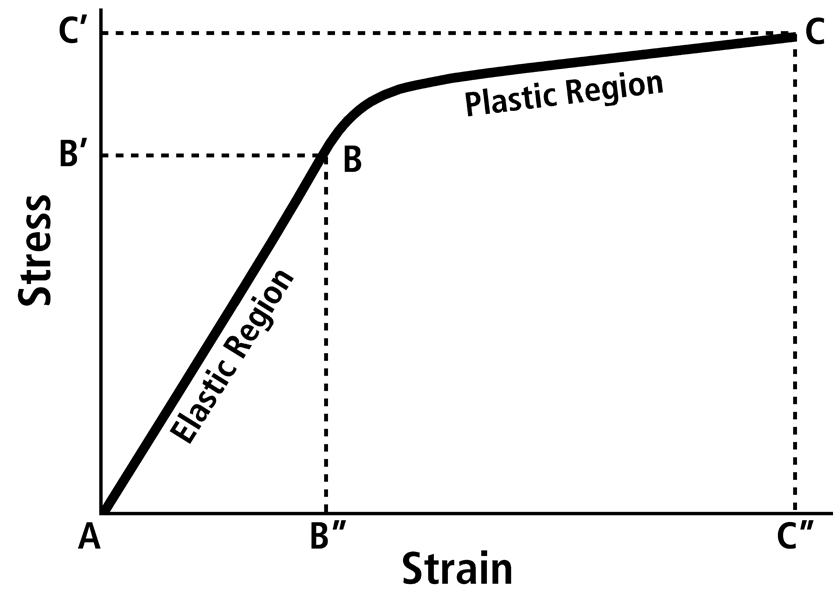 C′
C
Plastic Region
B′
B
Stress
Elastic Region
A
B″
C″
Strain